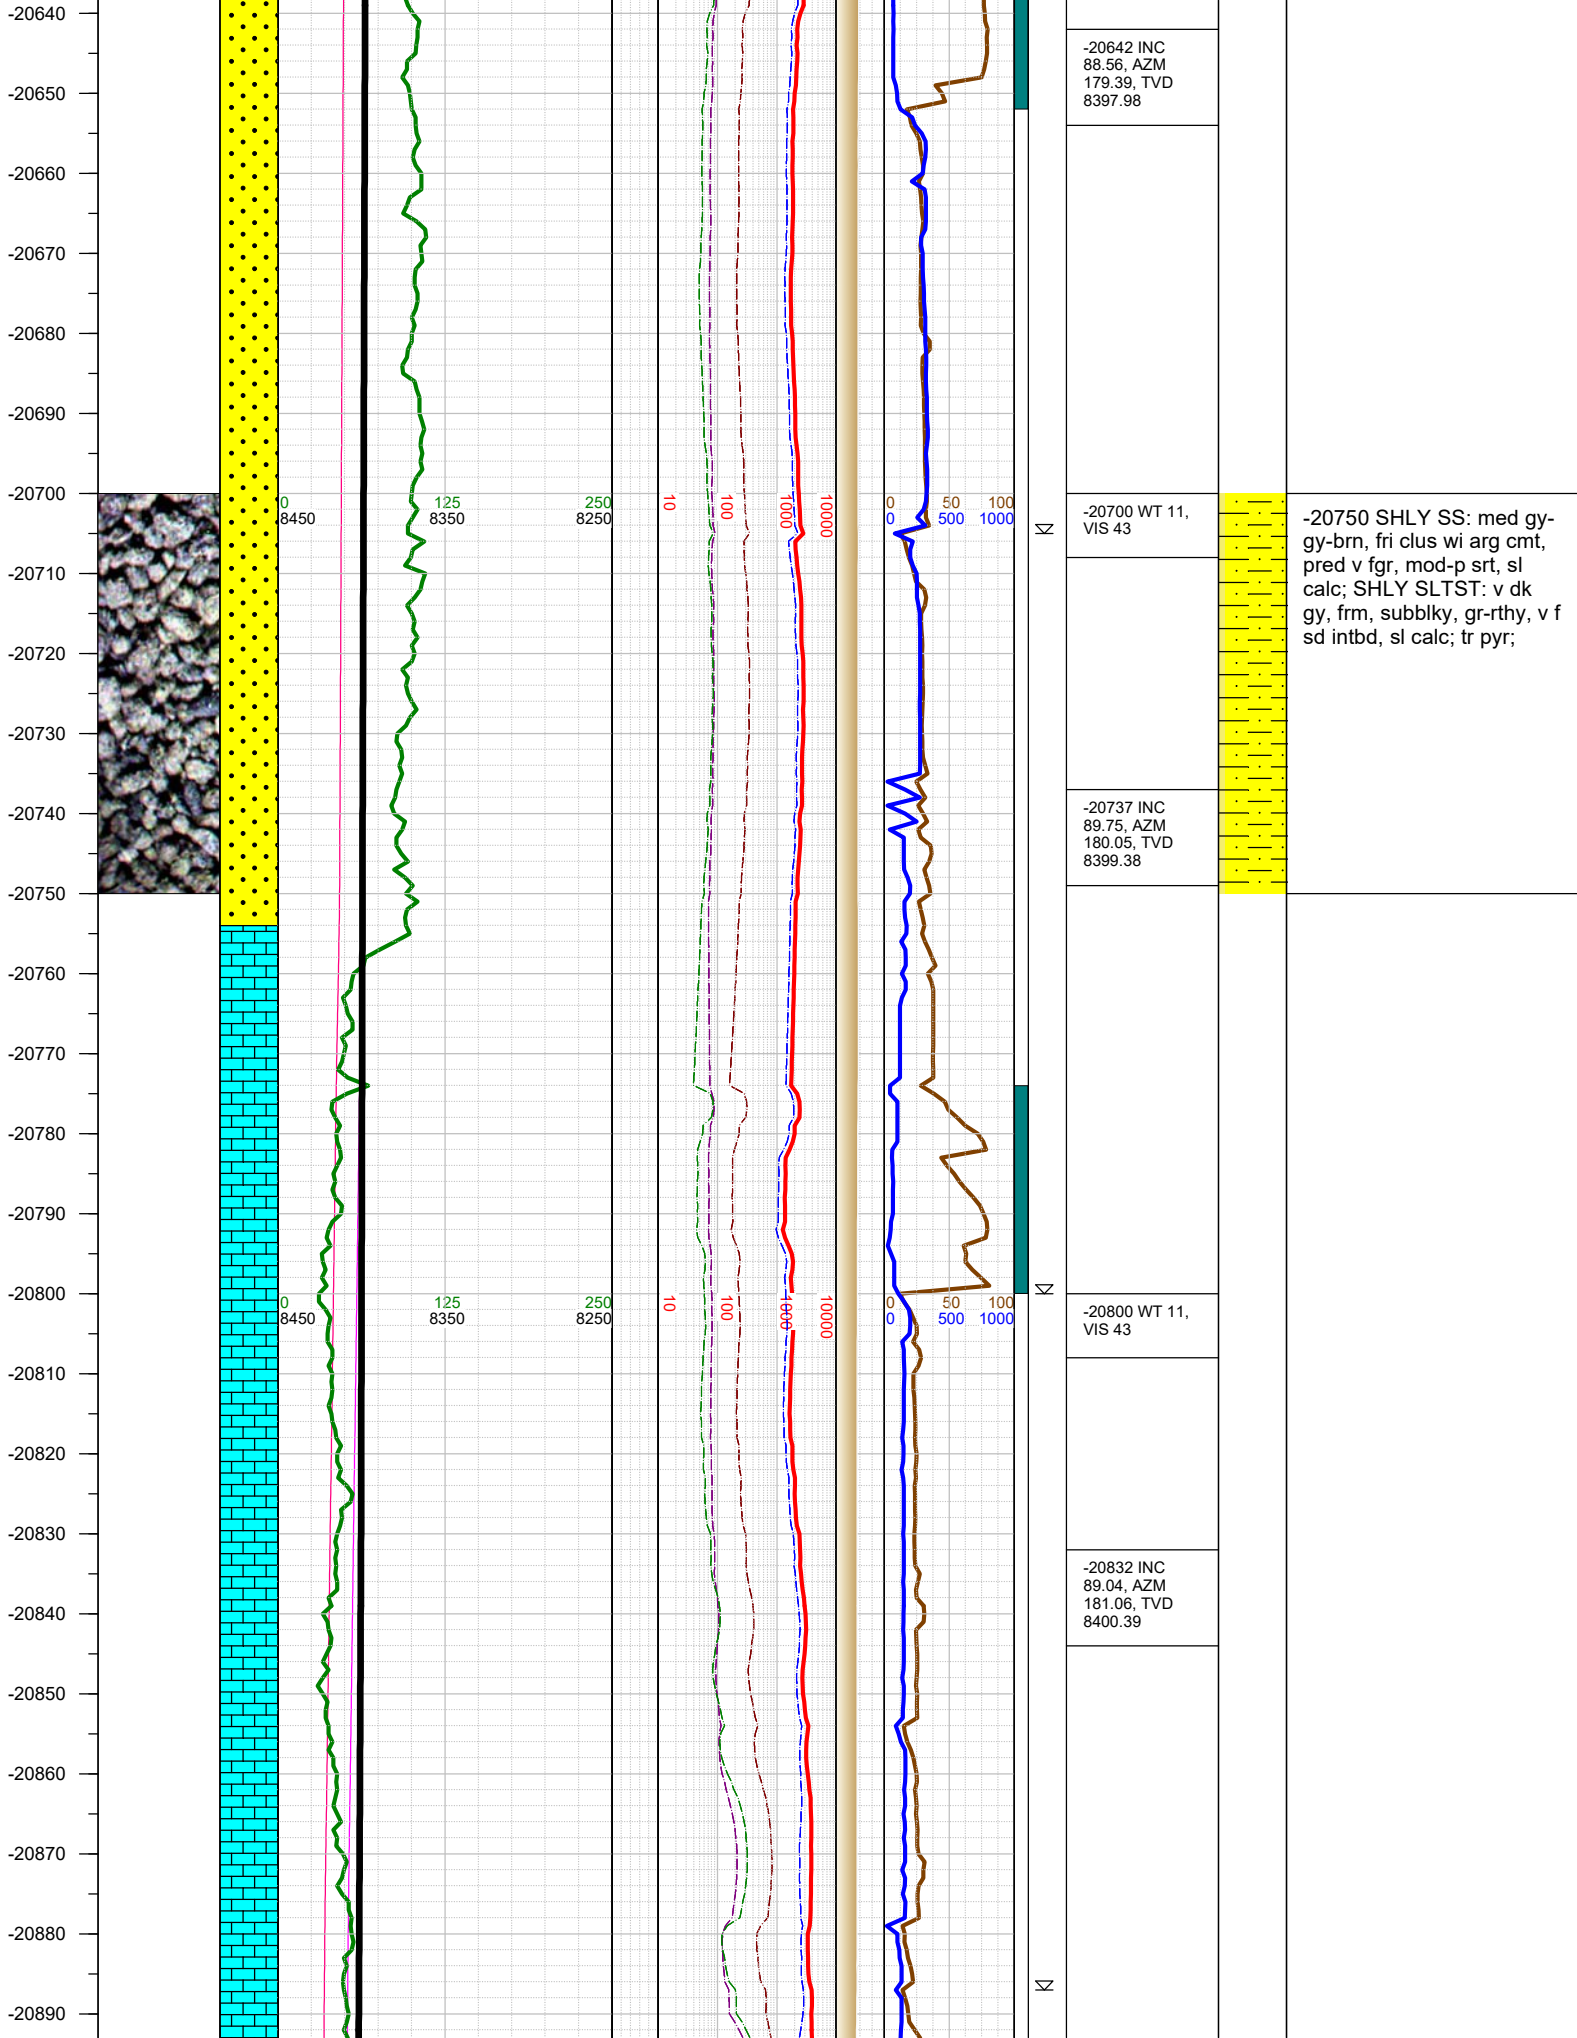 -20640
-20650
-20660
-20670
-20680
-20690
-20700
-20710
-20720
-20730
-20740
-20750
-20760
-20770
-20780
-20790
-20800
-20810
-20820
-20830
-20840
-20850
-20860
-20870
-20880
-20890
0 125 250
8450 8350 8250
10 100 1000 10000
0 50 100
0 500 1000
0 125 250
8450 8350 8250
10 100 1000 10000
0 50 100
0 500 1000
-20642 INC
88.56, AZM
179.39, TVD
8397.98
-20700 WT 11,
VIS 43
-20737 INC
89.75, AZM
180.05, TVD
8399.38
-20800 WT 11,
VIS 43
-20832 INC
89.04, AZM
181.06, TVD
8400.39
-20750 SHLY SS: med gy-
gy-brn, fri clus wi arg cmt,
pred v fgr, mod-p srt, sl
calc; SHLY SLTST: v dk
gy, frm, subblky, gr-rthy, v f
sd intbd, sl calc; tr pyr;